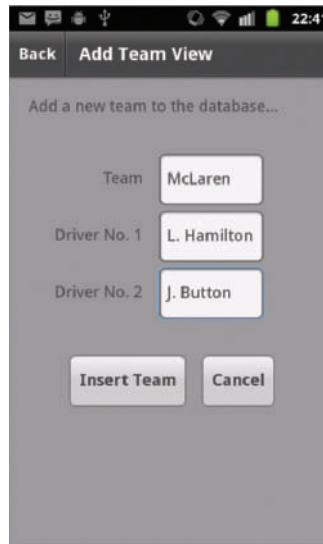 22:41
Back Add Team View
Add a new team to the database...
Team McLaren
Driver No. 1 L. Hamilton
Driver No. 2 J. Button
Insert Team Cancel